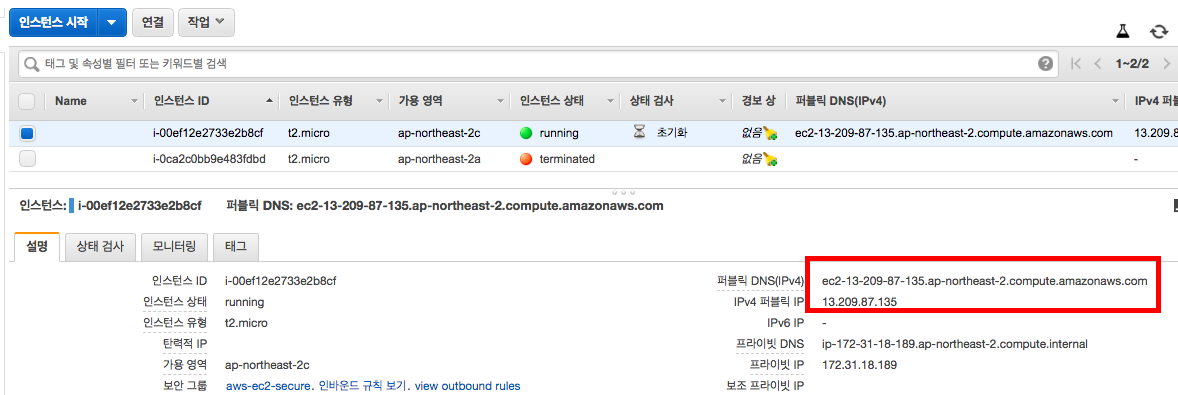 인스턴스 시작 연결 작업
태그 및 속성별 필터 또는 키워드별 검색 1~2/2
Name 인스턴스 ID 인스턴스 유형 가용 영역 인스턴스 상태 상태 검사 경보 상 퍼블릭 DNS(IPv4) IPv4 퍼블
i-00ef12e2733e2b8cf t2.micro ap-northeast-2c running 초기화 없음 ec2-13-209-87-135.ap-northeast-2.compute.amazonaws.com 13.209.8
i-0ca2c0bb9e483fdbd t2.micro ap-northeast-2a terminated 없음 -
인스턴스: i-00ef12e2733e2b8cf 퍼블릭 DNS: ec2-13-209-87-135.ap-northeast-2.compute.amazonaws.com
설명 상태 검사 모니터링 태그
인스턴스 ID i-00ef12e2733e2b8cf 퍼블릭 DNS(IPv4) ec2-13-209-87-135.ap-northeast-2.compute.amazonaws.com
인스턴스 상태 running IPv4 퍼블릭 IP 13.209.87.135
인스턴스 유형 t2.micro IPv6 IP -
탄력적 IP 프라이빗 DNS ip-172-31-18-189.ap-northeast-2.compute.internal
가용 영역 ap-northeast-2c 프라이빗 IP 172.31.18.189
보안 그룹 aws-ec2-secure. 인바운드 규칙 보기. view outbound rules 보조 프라이빗 IP